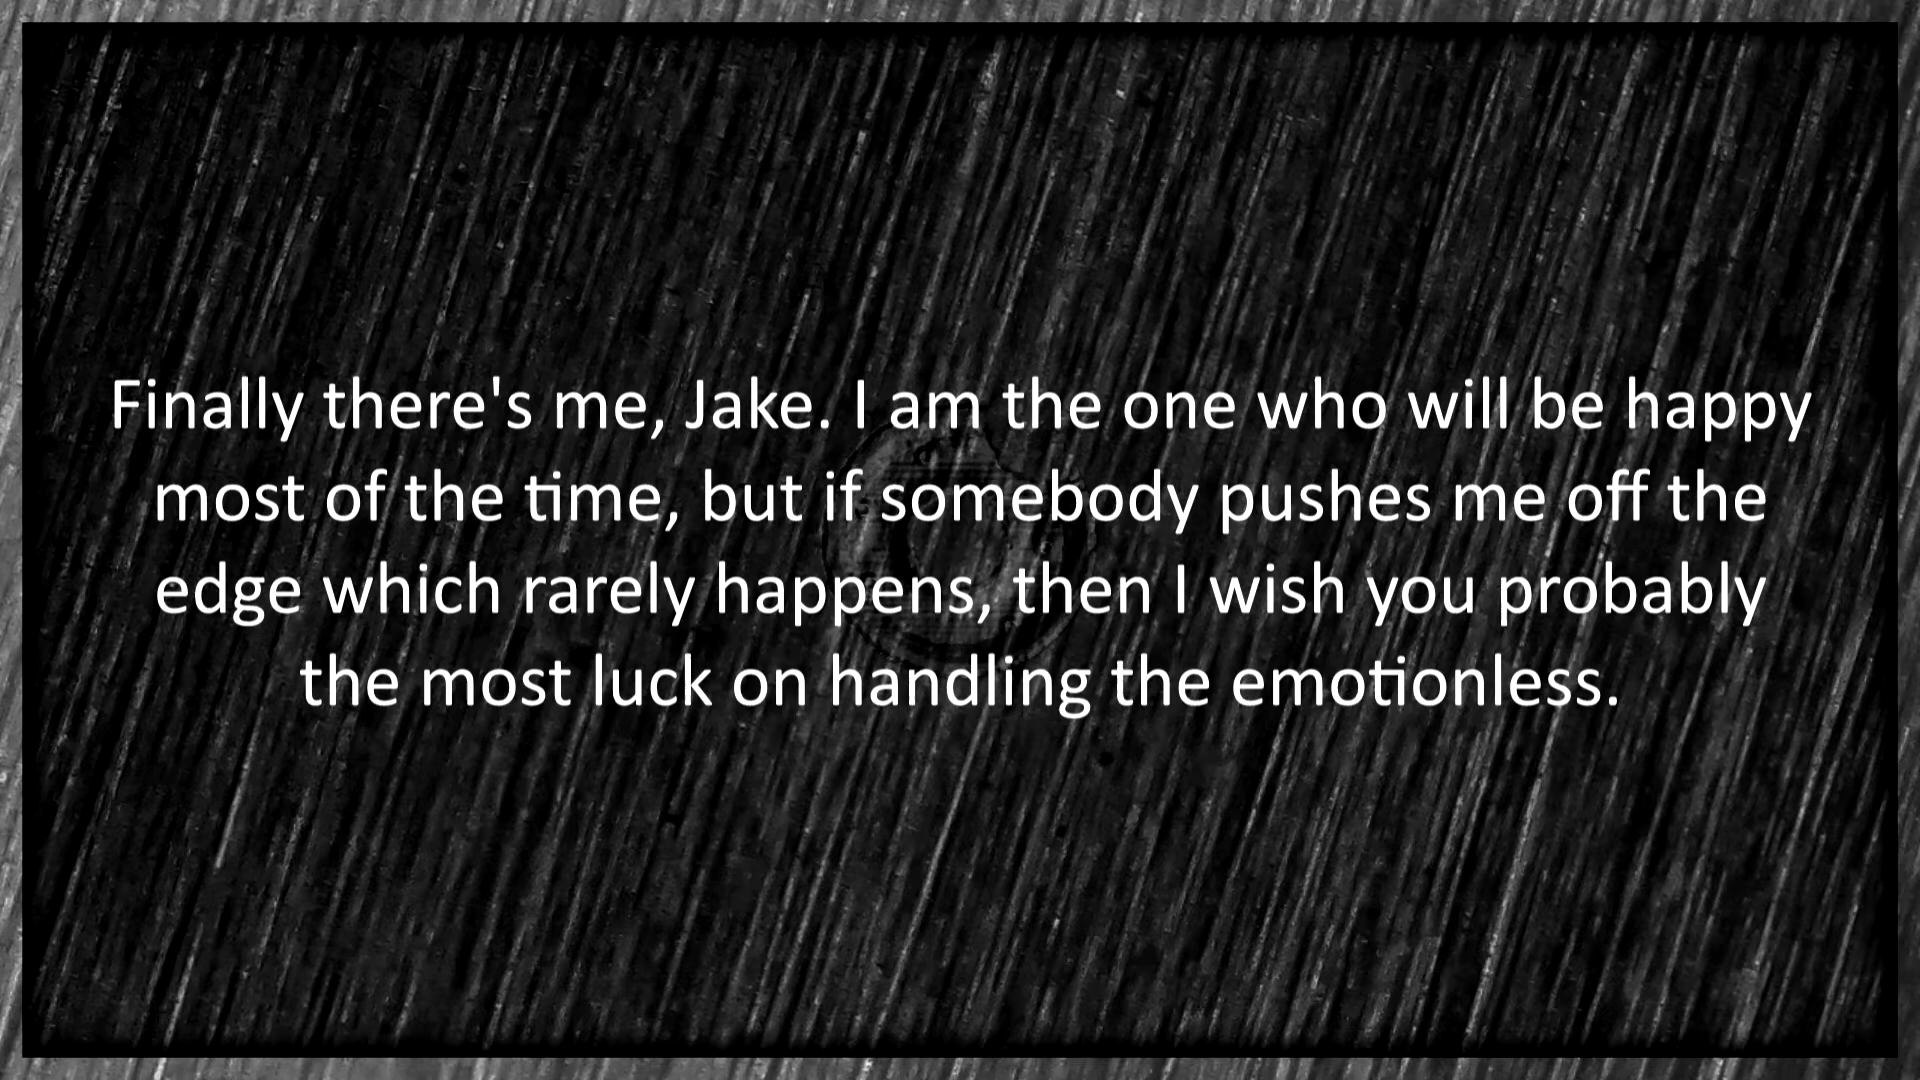 Finally there's me, Jake. I am the one who will be happy
most of the time, but if somebody pushes me off the
edge which rarely happens, then I wish you probably
the most luck on handling the emotionless.